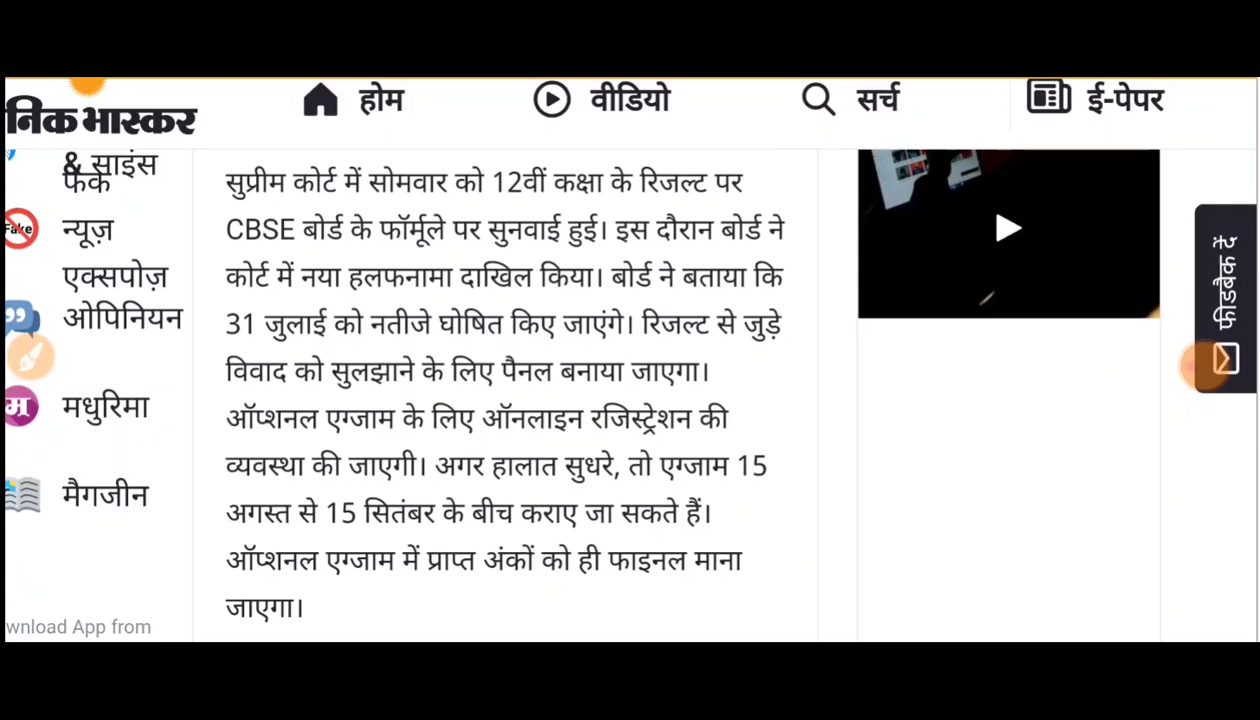 निक भास्कर
होम
वीडियो
सर्च
ई-पेपर
& साइंस
फेक
न्यूज़
एक्सपोज़
Fake
ओपिनियन
म
मधुरिमा
मैगजीन
wnload App from
सुप्रीम कोर्ट में सोमवार को 12वीं कक्षा के रिजल्ट पर
CBSE बोर्ड के फॉर्मूले पर सुनवाई हुई। इस दौरान बोर्ड ने
कोर्ट में नया हलफनामा दाखिल किया। बोर्ड ने बताया कि
31 जुलाई को नतीजे घोषित किए जाएंगे। रिजल्ट से जुड़े
विवाद को सुलझाने के लिए पैनल बनाया जाएगा।
ऑप्शनल एग्जाम के लिए ऑनलाइन रजिस्ट्रेशन की
व्यवस्था की जाएगी। अगर हालात सुधरे, तो एग्जाम 15
अगस्त से 15 सितंबर के बीच कराए जा सकते हैं।
ऑप्शनल एग्जाम में प्राप्त अंकों को ही फाइनल माना
जाएगा।
फीडबैक दें